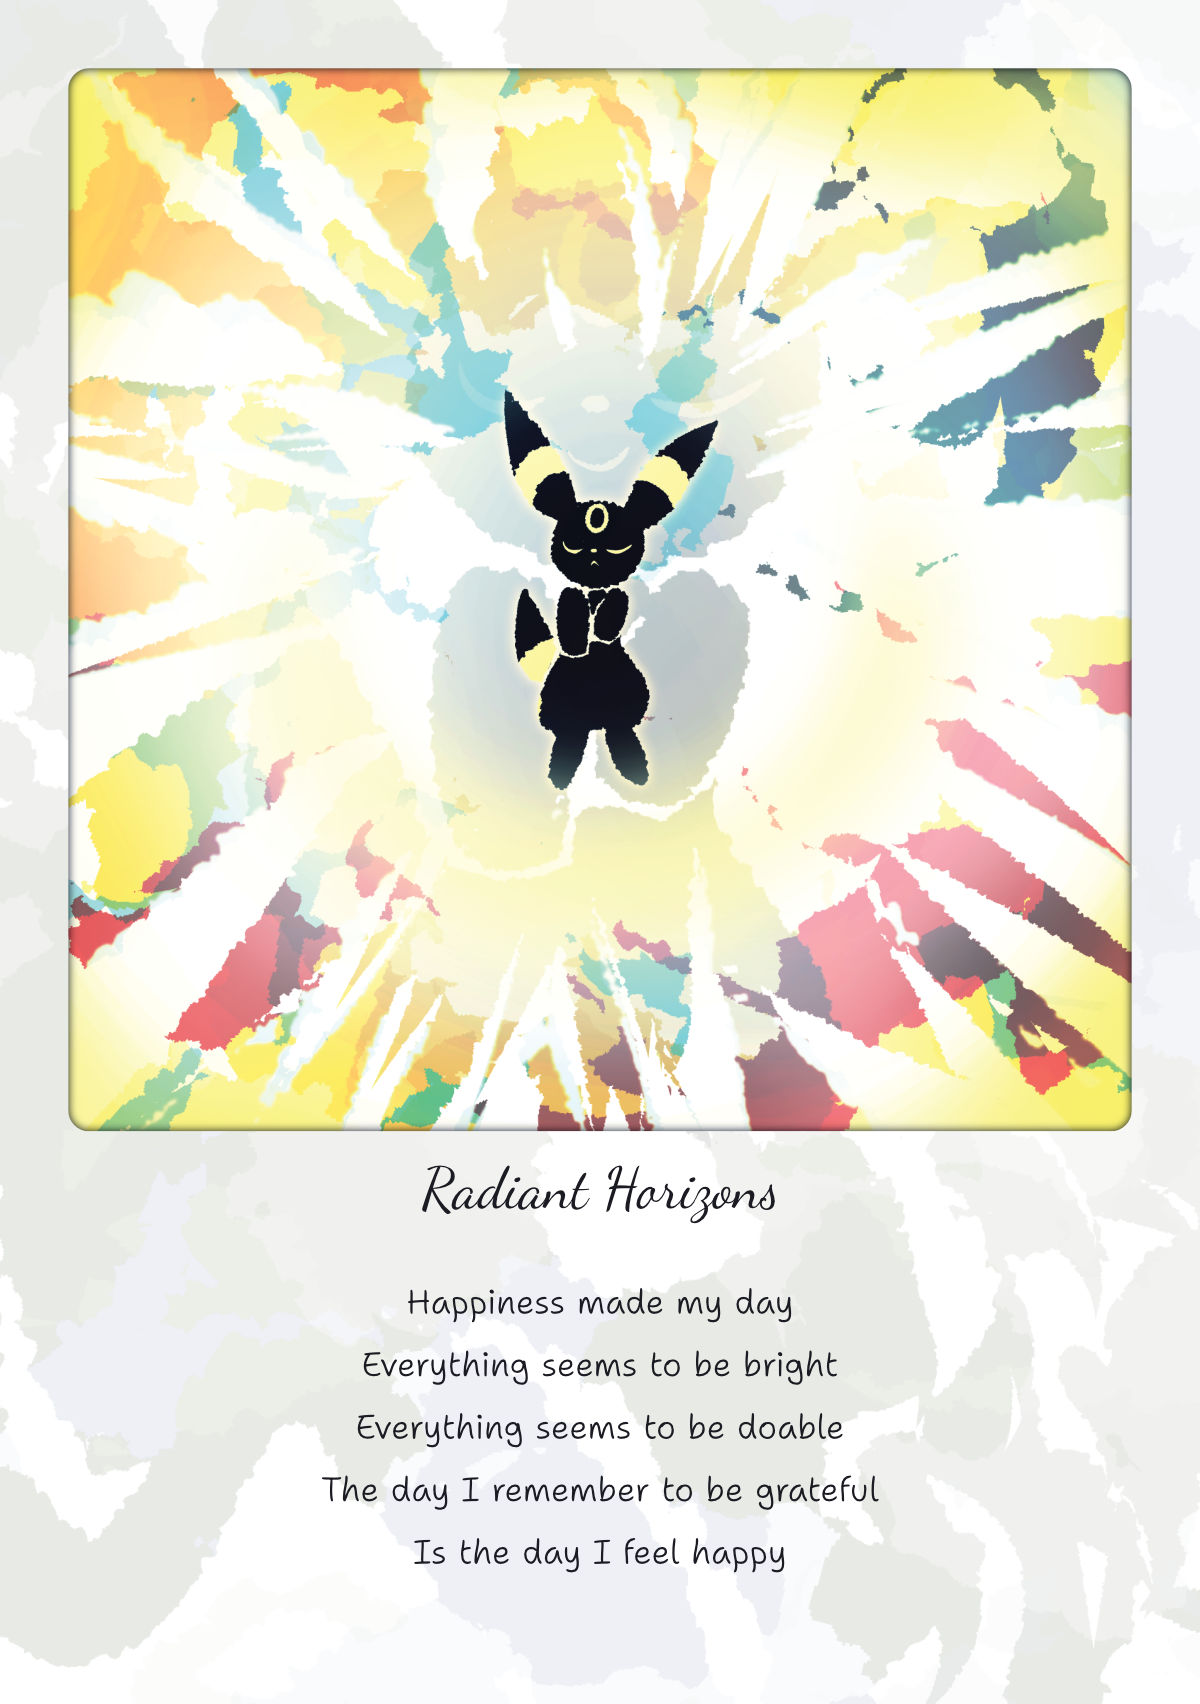 Radiant Horizons
Happiness made my day
Everything seems to be bright
Everything seems to be doable
The day I remember to be grateful
Is the day I feel happy